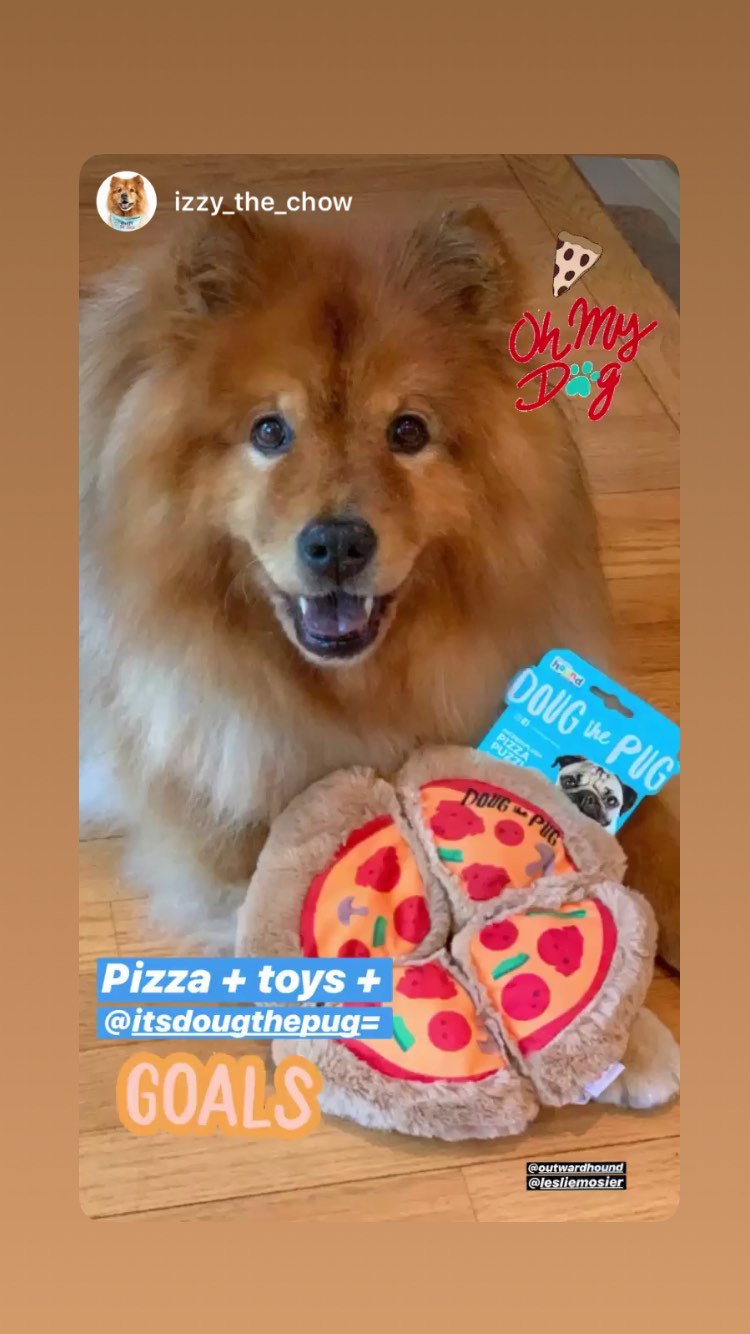 izzy_the_chow
Oh My
Dog
hound
DOUG the PUG
PIZZA
DOUG the PUG
Pizza + toys +
@itsdougthepug=
GOALS
@outwardhound
@lesliemosier